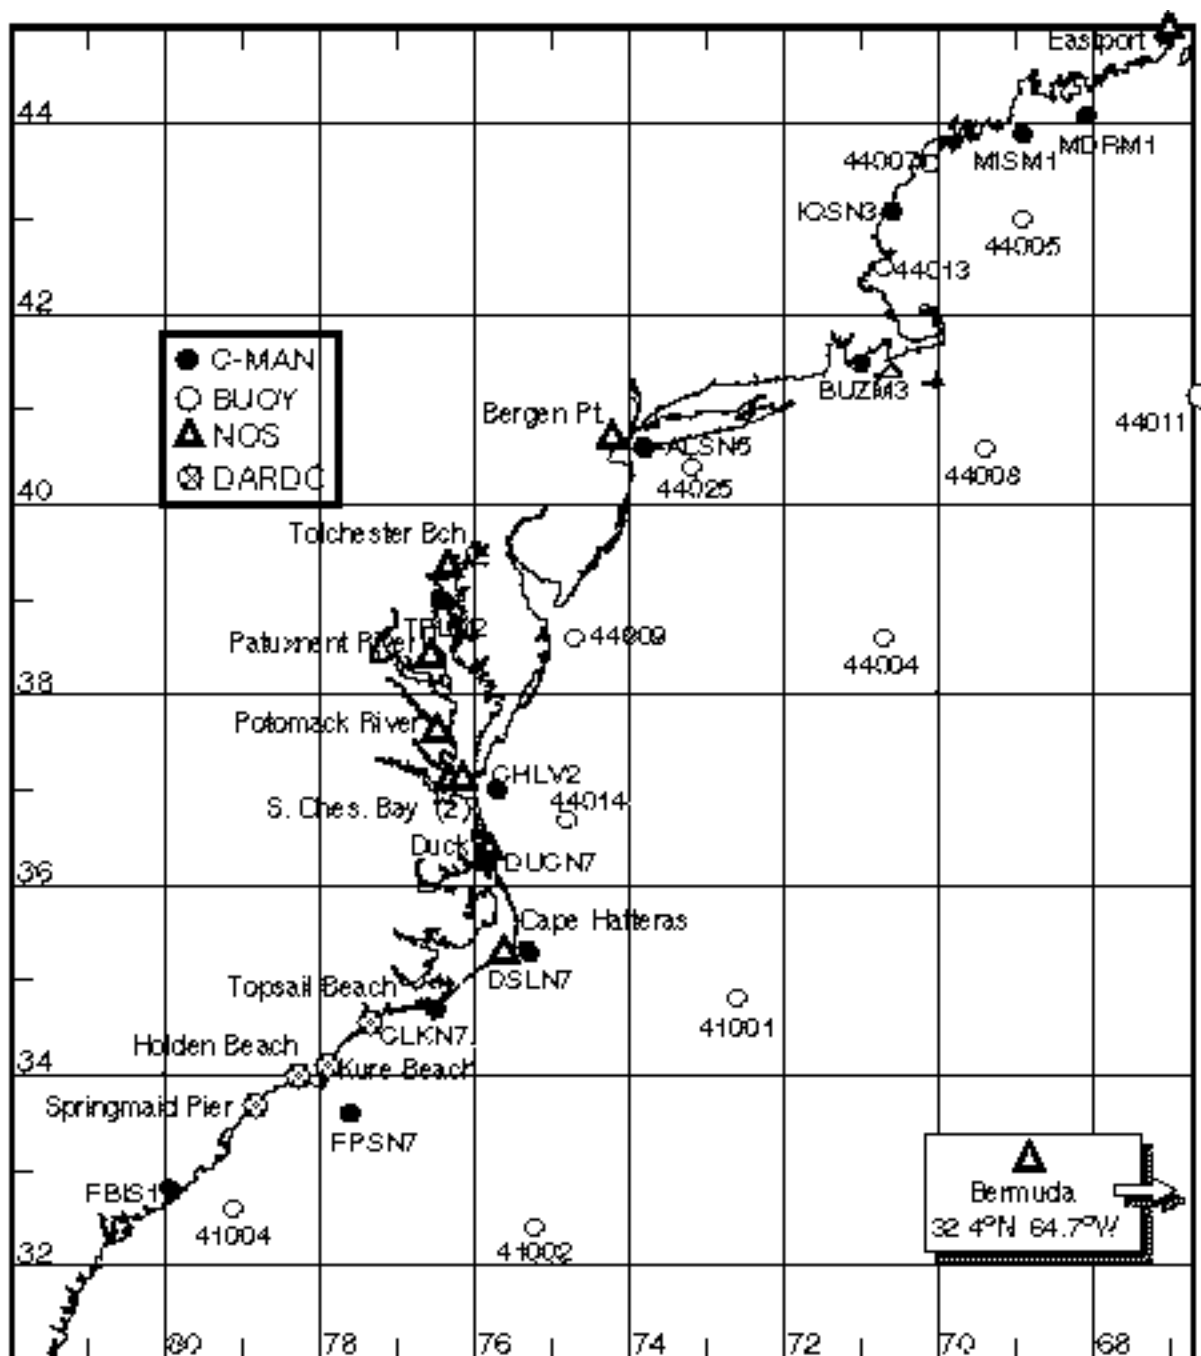 Eastport
44
MDRM1
44007
MISM1
IOSN3
44005
44013
42
C-MAN
BUOY
NOS
DARDC
BUZM3
44011
Bergen Pt.
ALSN6
44025
44008
40
Tolchester Bch
Patuxnent River
44009
44004
38
Potomack River
CHLV2
44014
S. Ches. Bay (2)
Duck
DUCN7
36
Cape Hatteras
DSLN7
Topsail Beach
41001
CLKN7
Holden Beach
34
Kure Beach
Springmaid Pier
FPSN7
FBIS1
41004
41002
Bermuda
32.4°N 64.7°W
32
80 78 76 74 72 70 68